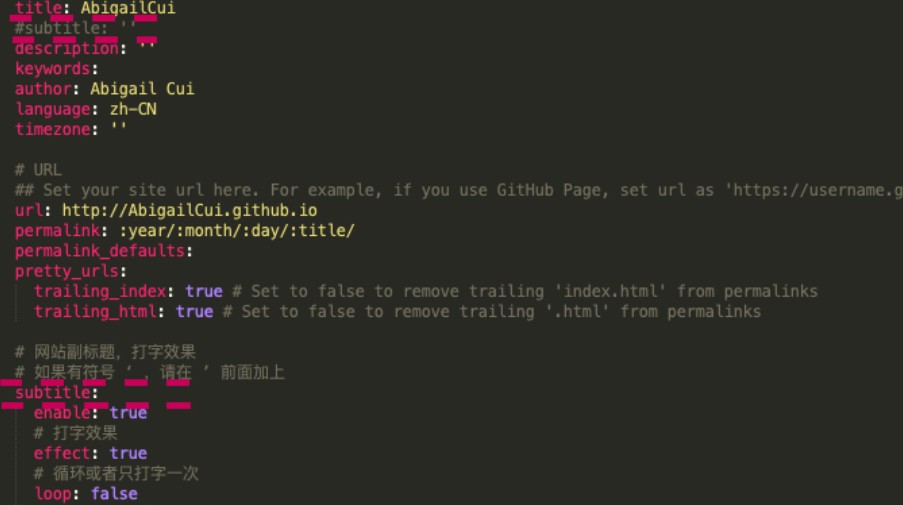 title: AbigailCui
#subtitle: ''
description: ''
keywords:
author: Abigail Cui
language: zh-CN
timezone: ''
# URL
## Set your site url here. For example, if you use GitHub Page, set url as 'https://username.g
url: http://AbigailCui.github.io
permalink: :year/:month/:day/:title/
permalink_defaults:
pretty_urls:
trailing_index: true # Set to false to remove trailing 'index.html' from permalinks
trailing_html: true # Set to false to remove trailing '.html' from permalinks
# 网站副标题，打字效果
# 如果有符号 ‘ ，请在 ’ 前面加上
subtitle:
enable: true
# 打字效果
effect: true
# 循环或者只打字一次
loop: false